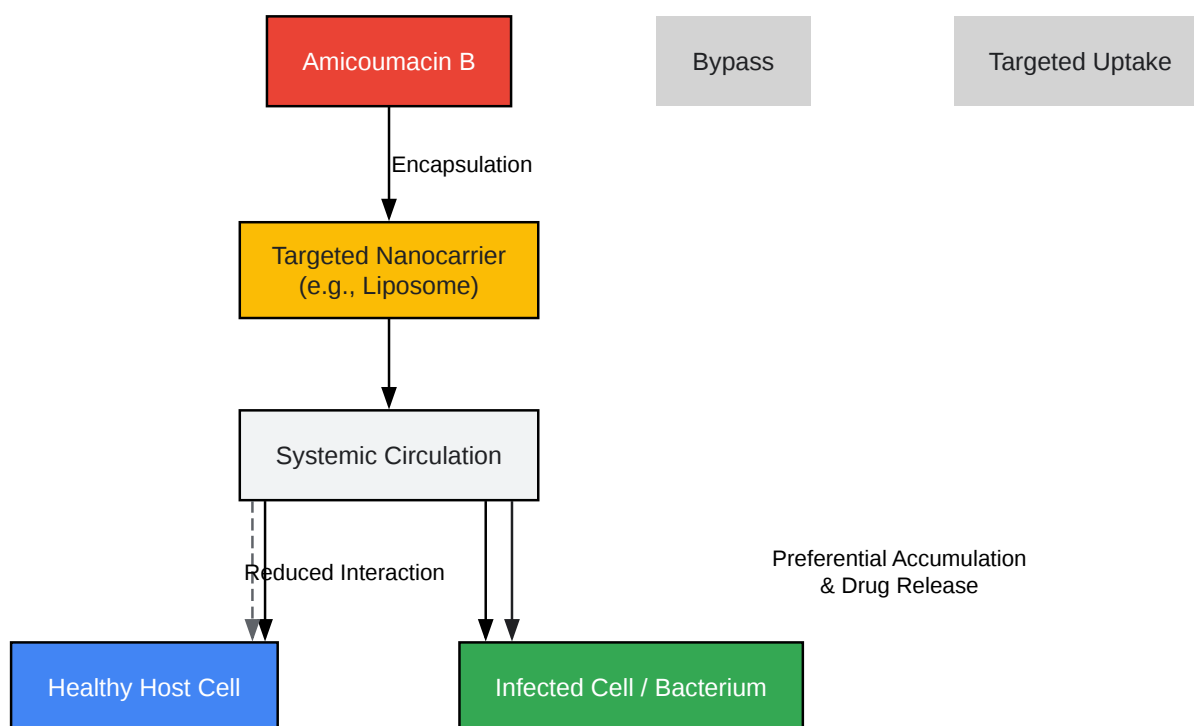 Amicoumacin B
Bypass
Targeted Uptake
Encapsulation
Targeted Nanocarrier
(e.g., Liposome)
Systemic Circulation
Reduced Interaction
Preferential Accumulation
& Drug Release
Healthy Host Cell
Infected Cell / Bacterium